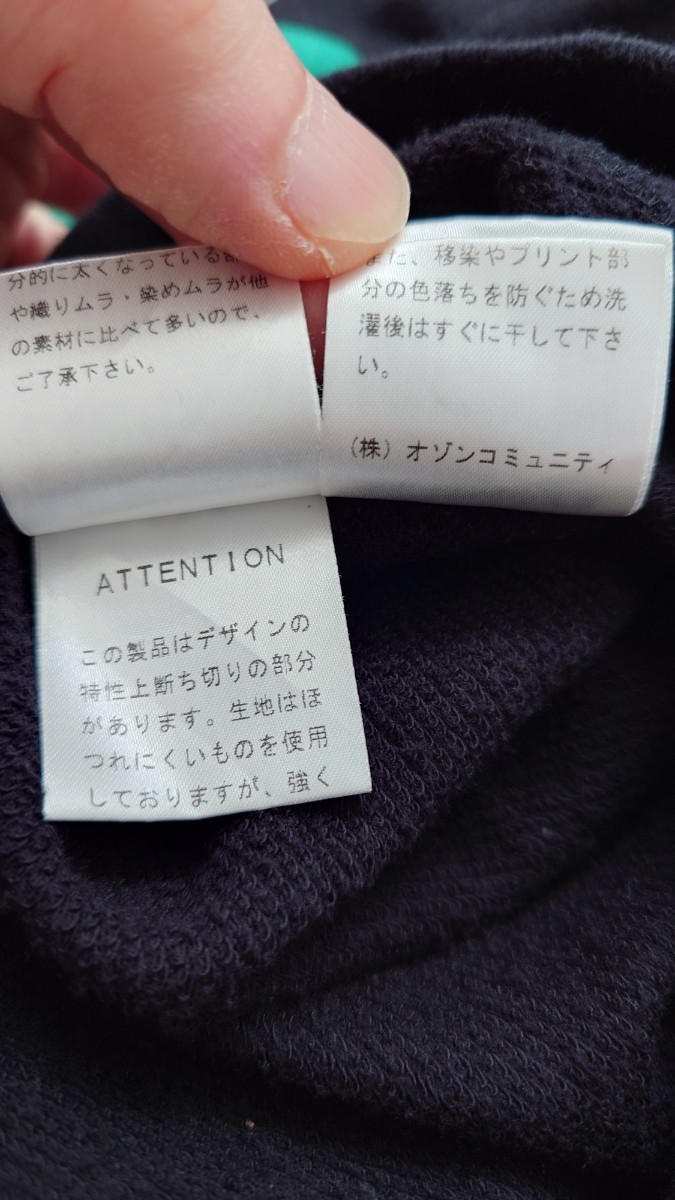 分的に太くなっている
や織りムラ・染めムラが他
の素材に比べて多いので、
ご了承下さい。
また、移染やプリント部
分の色落ちを防ぐため洗
濯後はすぐに干して下さ
い。
(株) オゾンコミュニティ
ATTENTION
この製品はデザインの
特性上断ち切りの部分
があります。生地はほ
つれにくいものを使用
しておりますが、強く